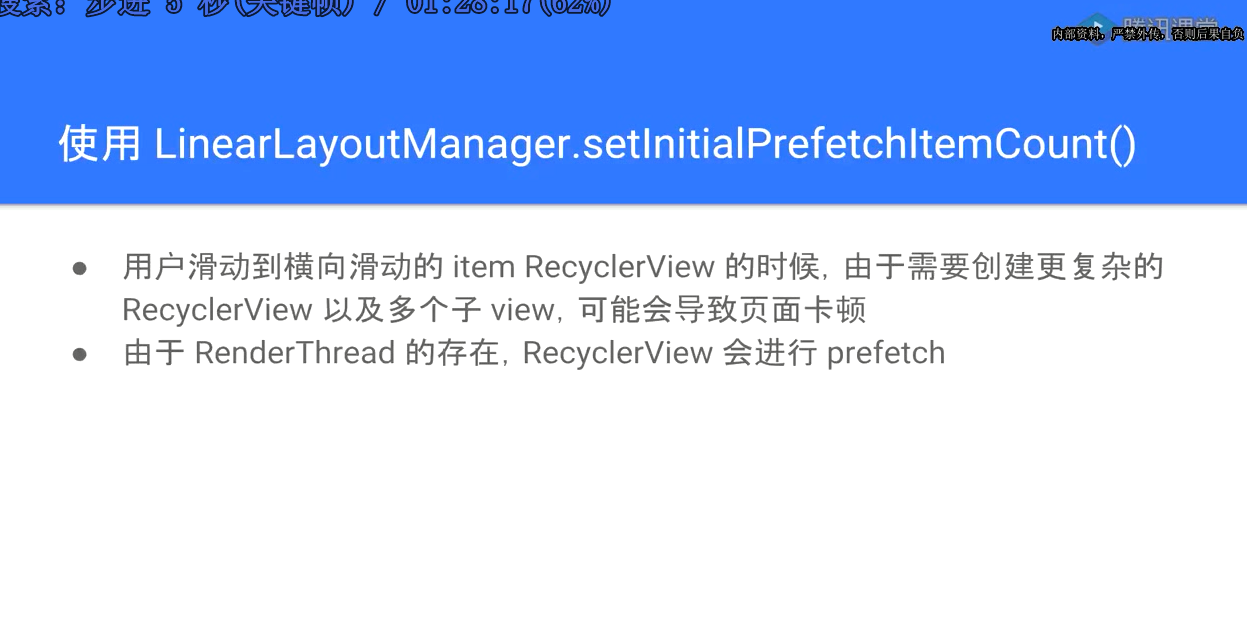 搜索: 步进 5 秒(关键帧) / 01:28:17(82%)
腾讯课堂
内部资料，严禁外传，否则后果自负
使用 LinearLayoutManager.setInitialPrefetchItemCount()
● 用户滑动到横向滑动的 item RecyclerView 的时候, 由于需要创建更复杂的
RecyclerView 以及多个子 view, 可能会导致页面卡顿
● 由于 RenderThread 的存在, RecyclerView 会进行 prefetch